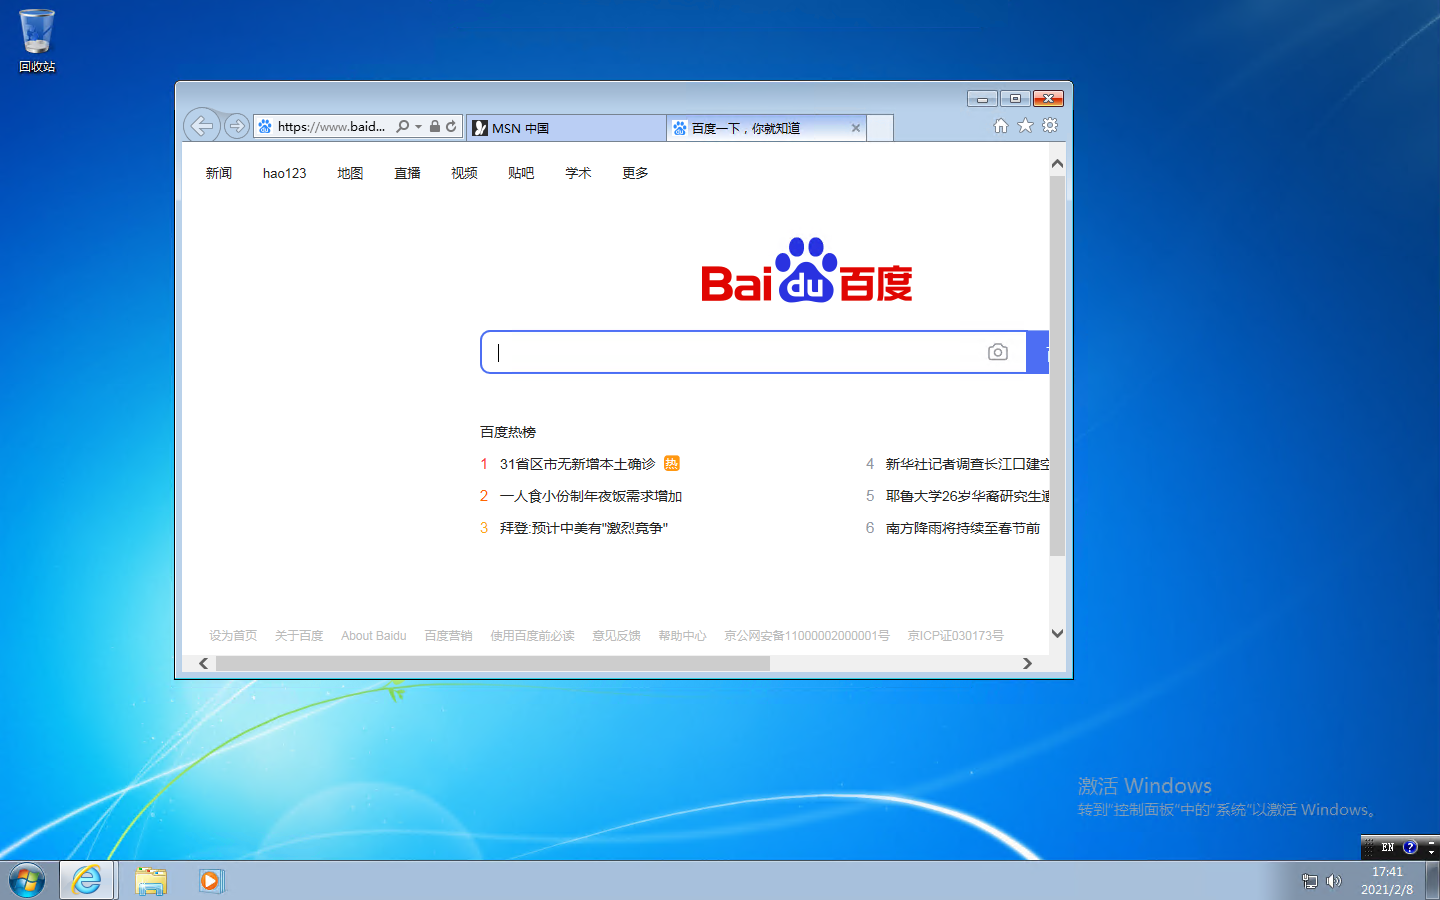 回收站
https://www.baid...
MSN 中国
百度一下，你就知道
新闻 hao123 地图 直播 视频 贴吧 学术 更多
Bai du 百度
百度热榜
1 31省区市无新增本土确诊 热
2 一人食小份制年夜饭需求增加
3 拜登:预计中美有"激烈竞争"
4 新华社记者调查长江口建空
5 耶鲁大学26岁华裔研究生遭
6 南方降雨将持续至春节前
设为首页 关于百度 About Baidu 百度营销 使用百度前必读 意见反馈 帮助中心 京公网安备11000002000001号 京ICP证030173号
激活 Windows
转到"控制面板"中的"系统"以激活 Windows。
EN
17:41
2021/2/8